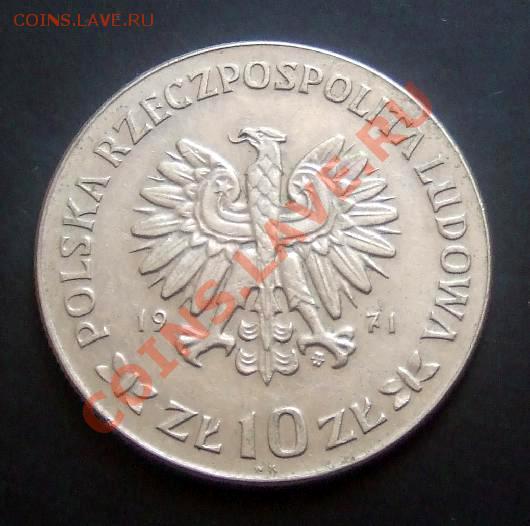 COINS.LAVE.RU
POLSKA RZECZPOSPOLITA LUDOWA
19 71
ZŁ 10 ZŁ
COINS.LAVE.RU